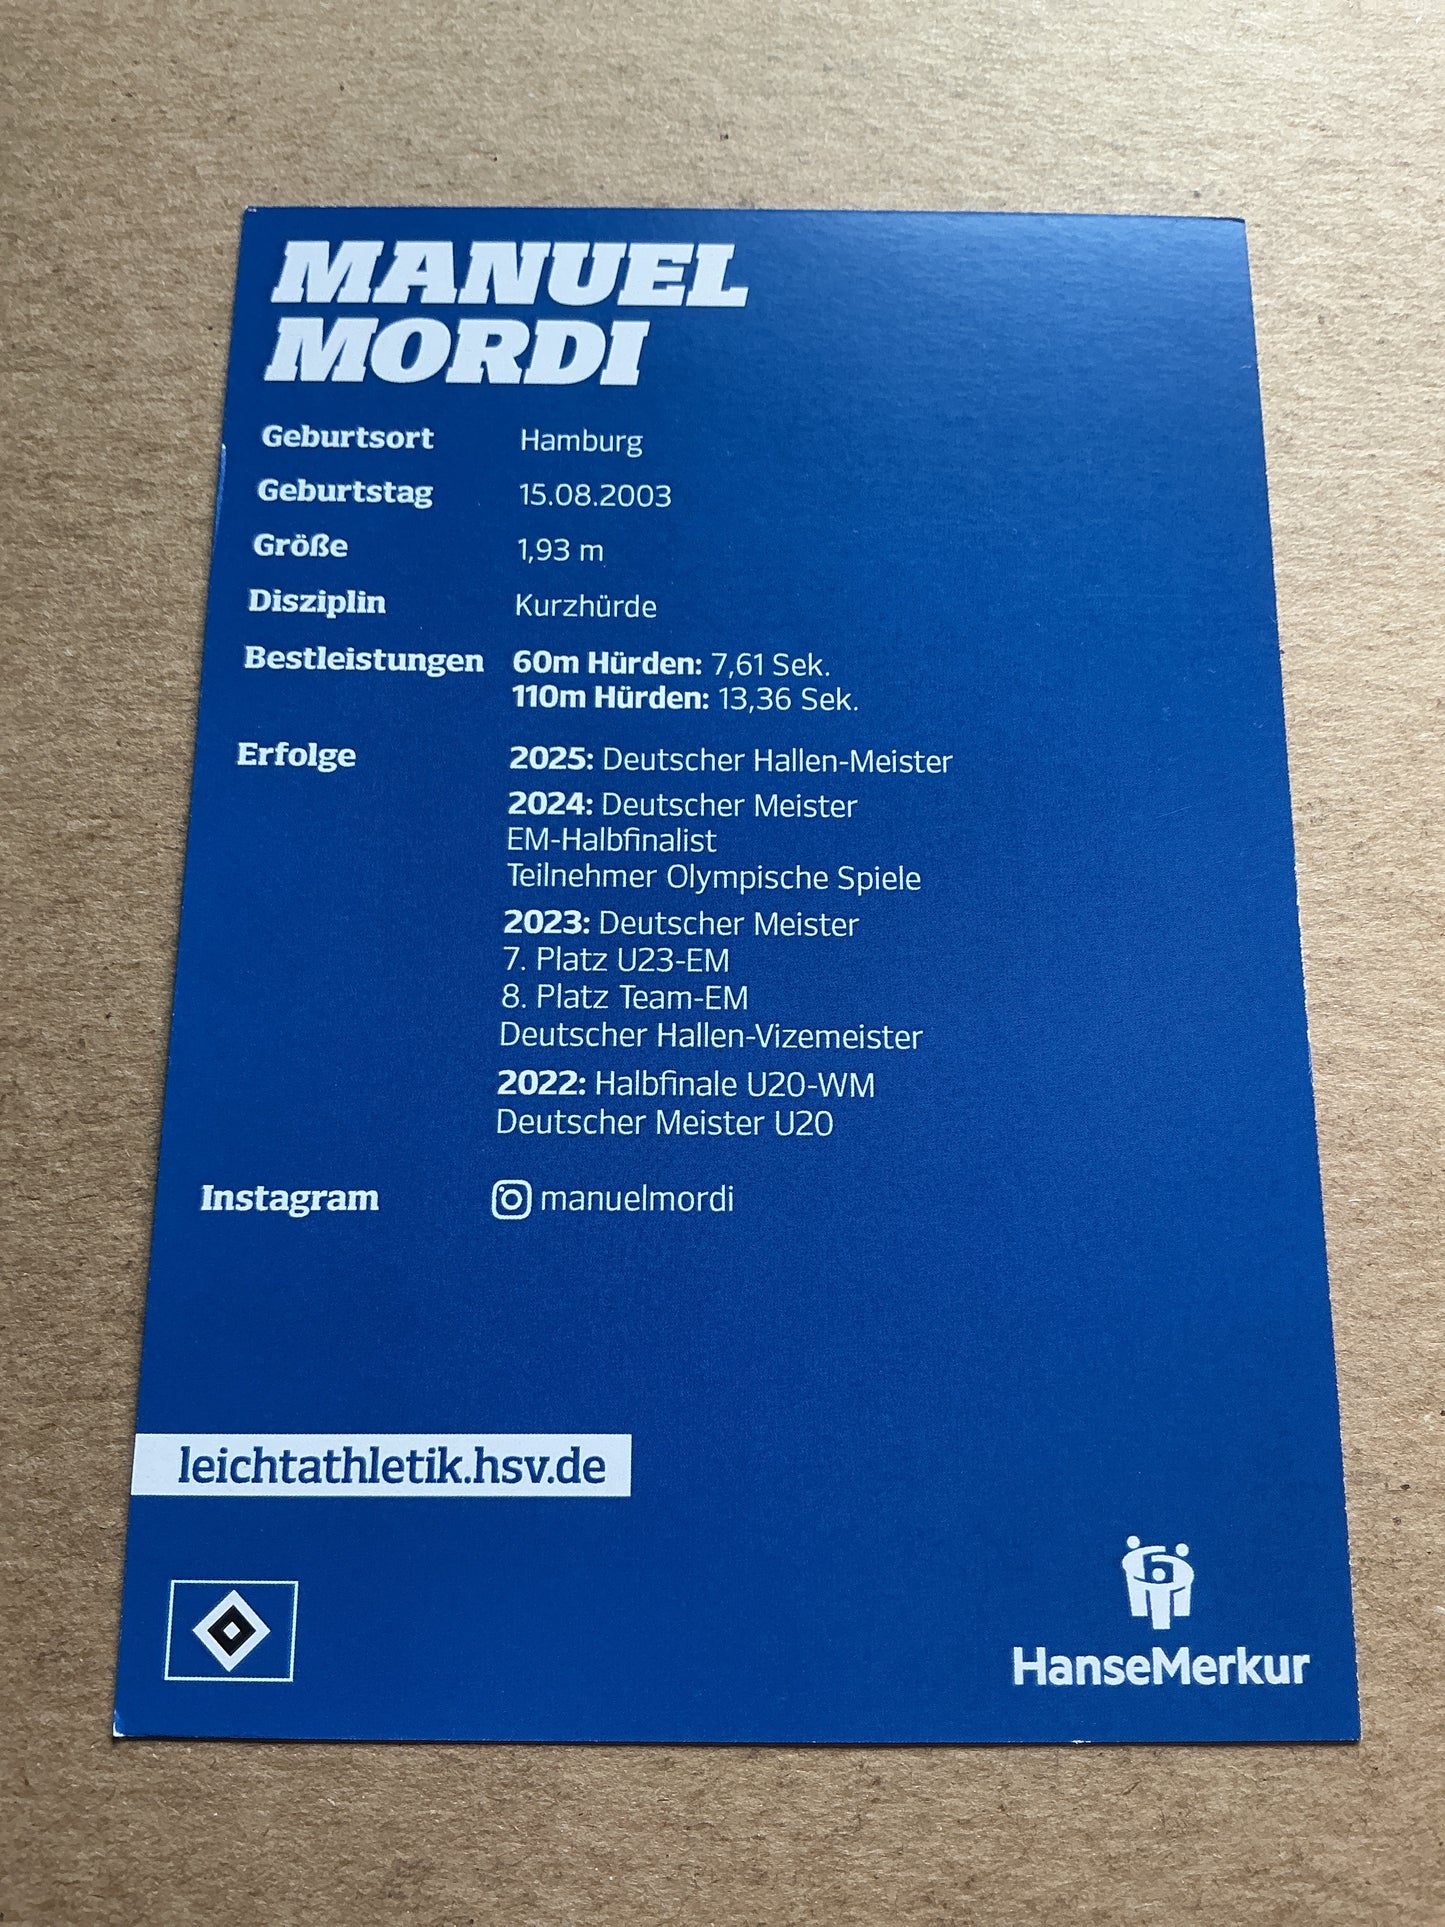 MANUEL
MORDI
Geburtsort Hamburg
Geburtstag 15.08.2003
Größe 1,93 m
Disziplin Kurzhürde
Bestleistungen 60m Hürden: 7,61 Sek.
110m Hürden: 13,36 Sek.
Erfolge 2025: Deutscher Hallen-Meister
2024: Deutscher Meister
EM-Halbfinalist
Teilnehmer Olympische Spiele
2023: Deutscher Meister
7. Platz U23-EM
8. Platz Team-EM
Deutscher Hallen-Vizemeister
2022: Halbfinale U20-WM
Deutscher Meister U20
Instagram manuelmordi
leichtathletik.hsv.de
HanseMerkur